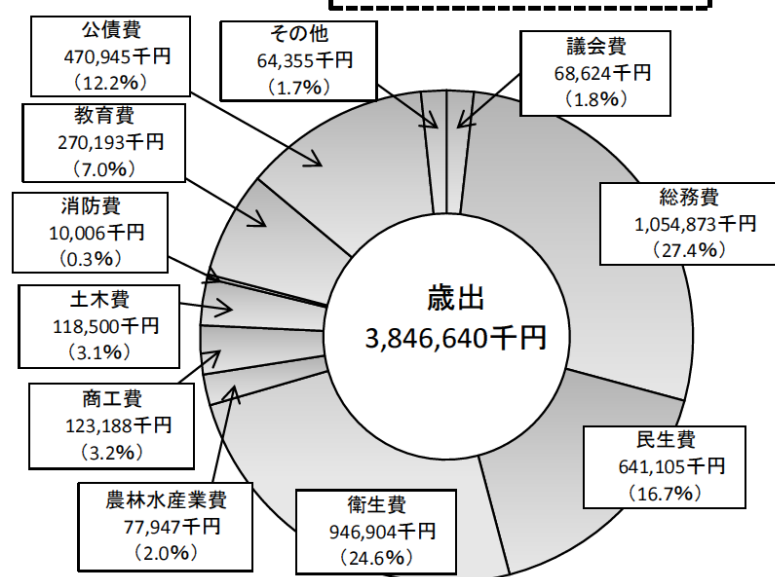 公債費
470,945千円
（12.2%）
その他
64,355千円
（1.7%）
議会費
68,624千円
（1.8%）
教育費
270,193千円
（7.0%）
総務費
1,054,873千円
（27.4%）
消防費
10,006千円
（0.3%）
土木費
118,500千円
（3.1%）
歳出
3,846,640千円
商工費
123,188千円
（3.2%）
民生費
641,105千円
（16.7%）
農林水産業費
77,947千円
（2.0%）
衛生費
946,904千円
（24.6%）